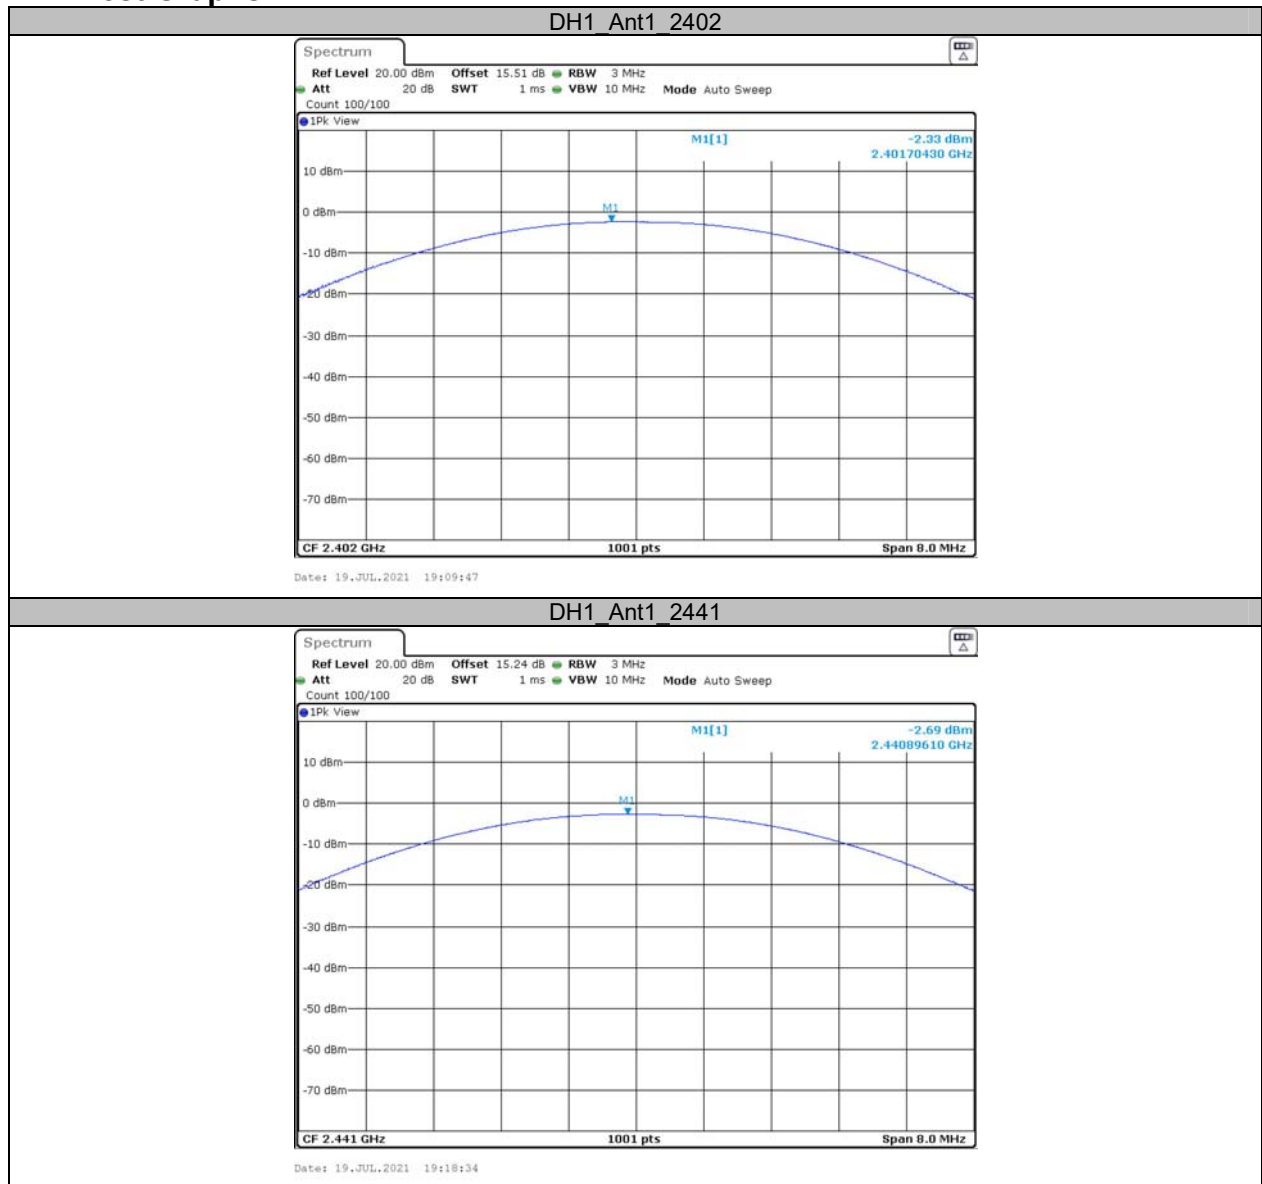 DH1_Ant1_2402
Spectrum
Ref Level 20.00 dBm Offset 15.51 dB RBW 3 MHz
Att 20 dB SWT 1 ms VBW 10 MHz Mode Auto Sweep
Count 100/100
1Pk View
M1[1] -2.33 dBm
2.40170430 GHz
10 dBm
M1
0 dBm
-10 dBm
-20 dBm
-30 dBm
-40 dBm
-50 dBm
-60 dBm
-70 dBm
CF 2.402 GHz 1001 pts Span 8.0 MHz
Date: 19.JUL.2021 19:09:47
DH1_Ant1_2441
Spectrum
Ref Level 20.00 dBm Offset 15.24 dB RBW 3 MHz
Att 20 dB SWT 1 ms VBW 10 MHz Mode Auto Sweep
Count 100/100
1Pk View
M1[1] -2.69 dBm
2.44089610 GHz
10 dBm
M1
0 dBm
-10 dBm
-20 dBm
-30 dBm
-40 dBm
-50 dBm
-60 dBm
-70 dBm
CF 2.441 GHz 1001 pts Span 8.0 MHz
Date: 19.JUL.2021 19:18:34